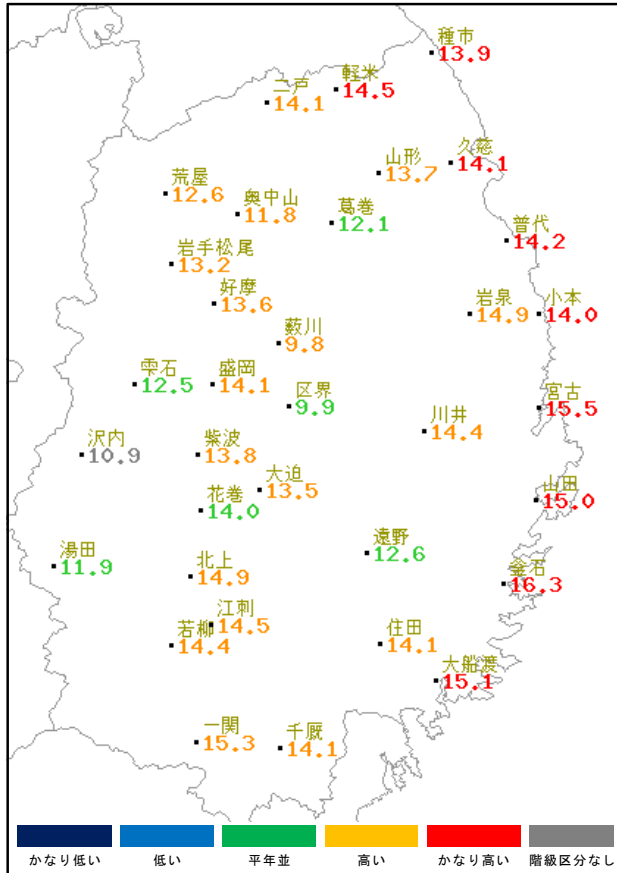 種市
13.9
軽米
14.5
二戸
14.1
久慈
14.1
山形
13.7
荒屋
12.6
奥中山
11.8
葛巻
12.1
普代
14.2
岩手松尾
13.2
好摩
13.6
岩泉
14.9
小本
14.0
薮川
9.8
雫石
12.5
盛岡
14.1
区界
9.9
宮古
15.5
川井
14.4
沢内
10.9
紫波
13.8
大迫
13.5
山田
15.0
花巻
14.0
湯田
11.9
遠野
12.6
北上
14.9
釜石
16.3
江刺
14.5
若柳
14.4
住田
14.1
大船渡
15.1
一関
15.3
千厩
14.1
かなり低い 低い 平年並 高い かなり高い 階級区分なし